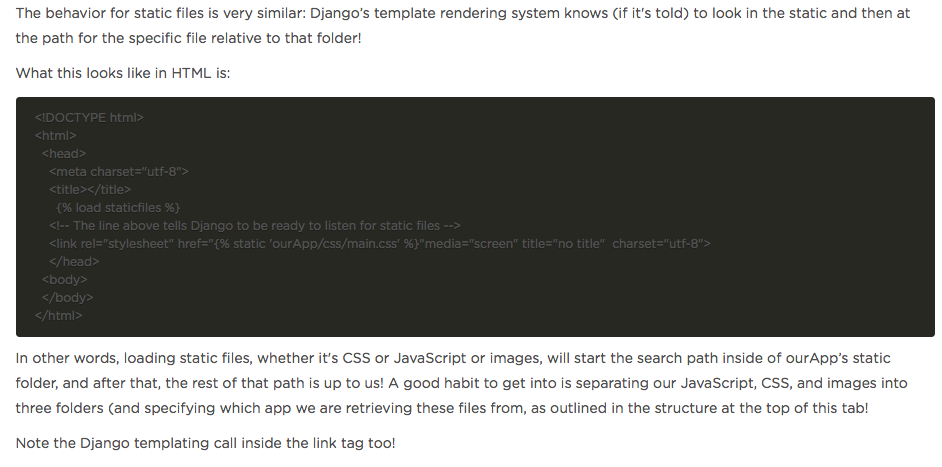 The behavior for static files is very similar: Django’s template rendering system knows (if it's told) to look in the static and then at
the path for the specific file relative to that folder!
What this looks like in HTML is:
<!DOCTYPE html>
<html>
<head>
<meta charset="utf-8">
<title></title>
{% load staticfiles %}
<!-- The line above tells Django to be ready to listen for static files -->
<link rel="stylesheet" href="{% static 'ourApp/css/main.css' %}"media="screen" title="no title"  charset="utf-8">
</head>
<body>
</body>
</html>
In other words, loading static files, whether it's CSS or JavaScript or images, will start the search path inside of ourApp’s static
folder, and after that, the rest of that path is up to us! A good habit to get into is separating our JavaScript, CSS, and images into
three folders (and specifying which app we are retrieving these files from, as outlined in the structure at the top of this tab!
Note the Django templating call inside the link tag too!